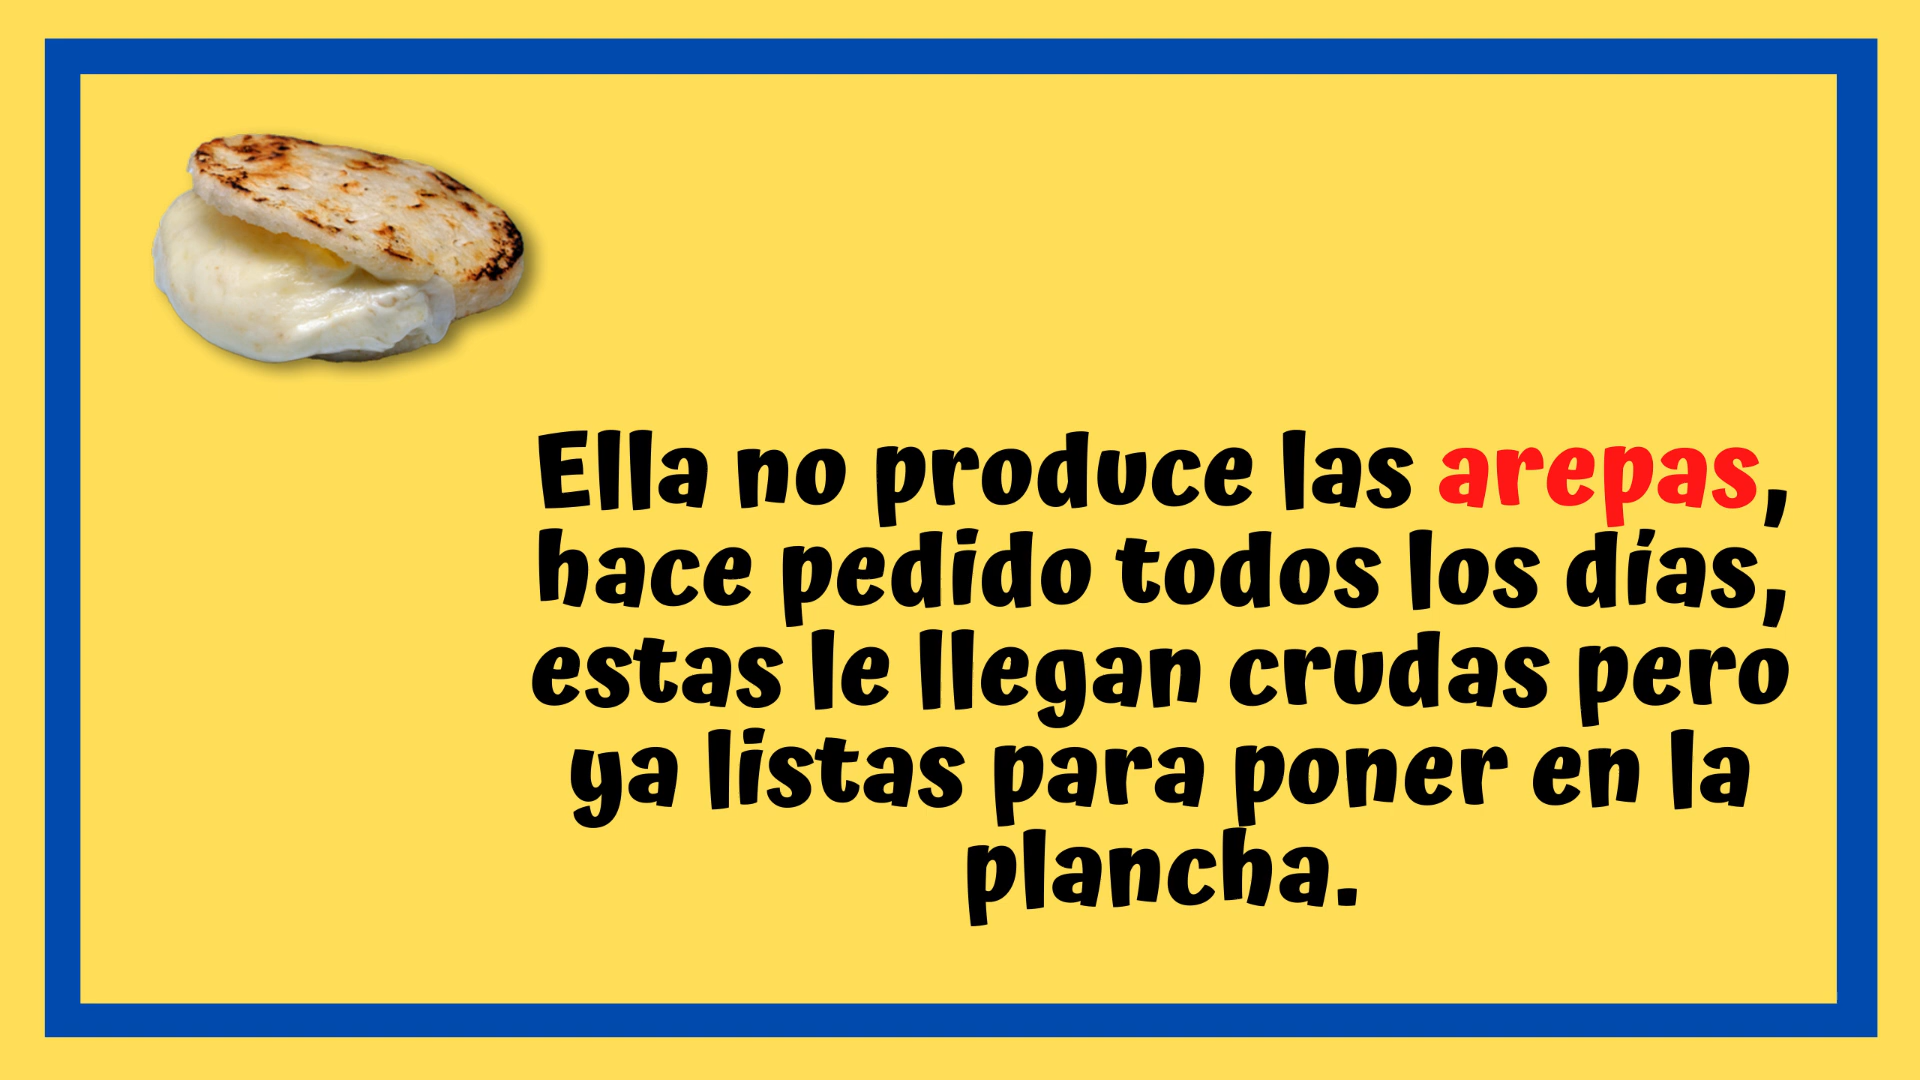 Ella no produce las arepas,
hace pedido todos los días,
estas le llegan crudas pero
ya listas para poner en la
plancha.